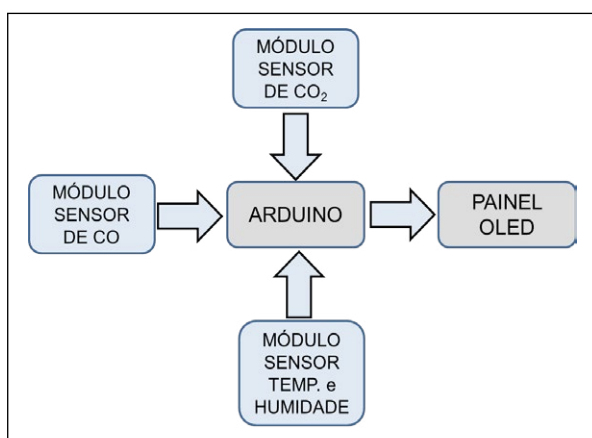 MÓDULO
SENSOR
DE CO₂
MÓDULO
SENSOR
DE CO
ARDUINO
PAINEL
OLED
MÓDULO
SENSOR
TEMP. e
HUMIDADE